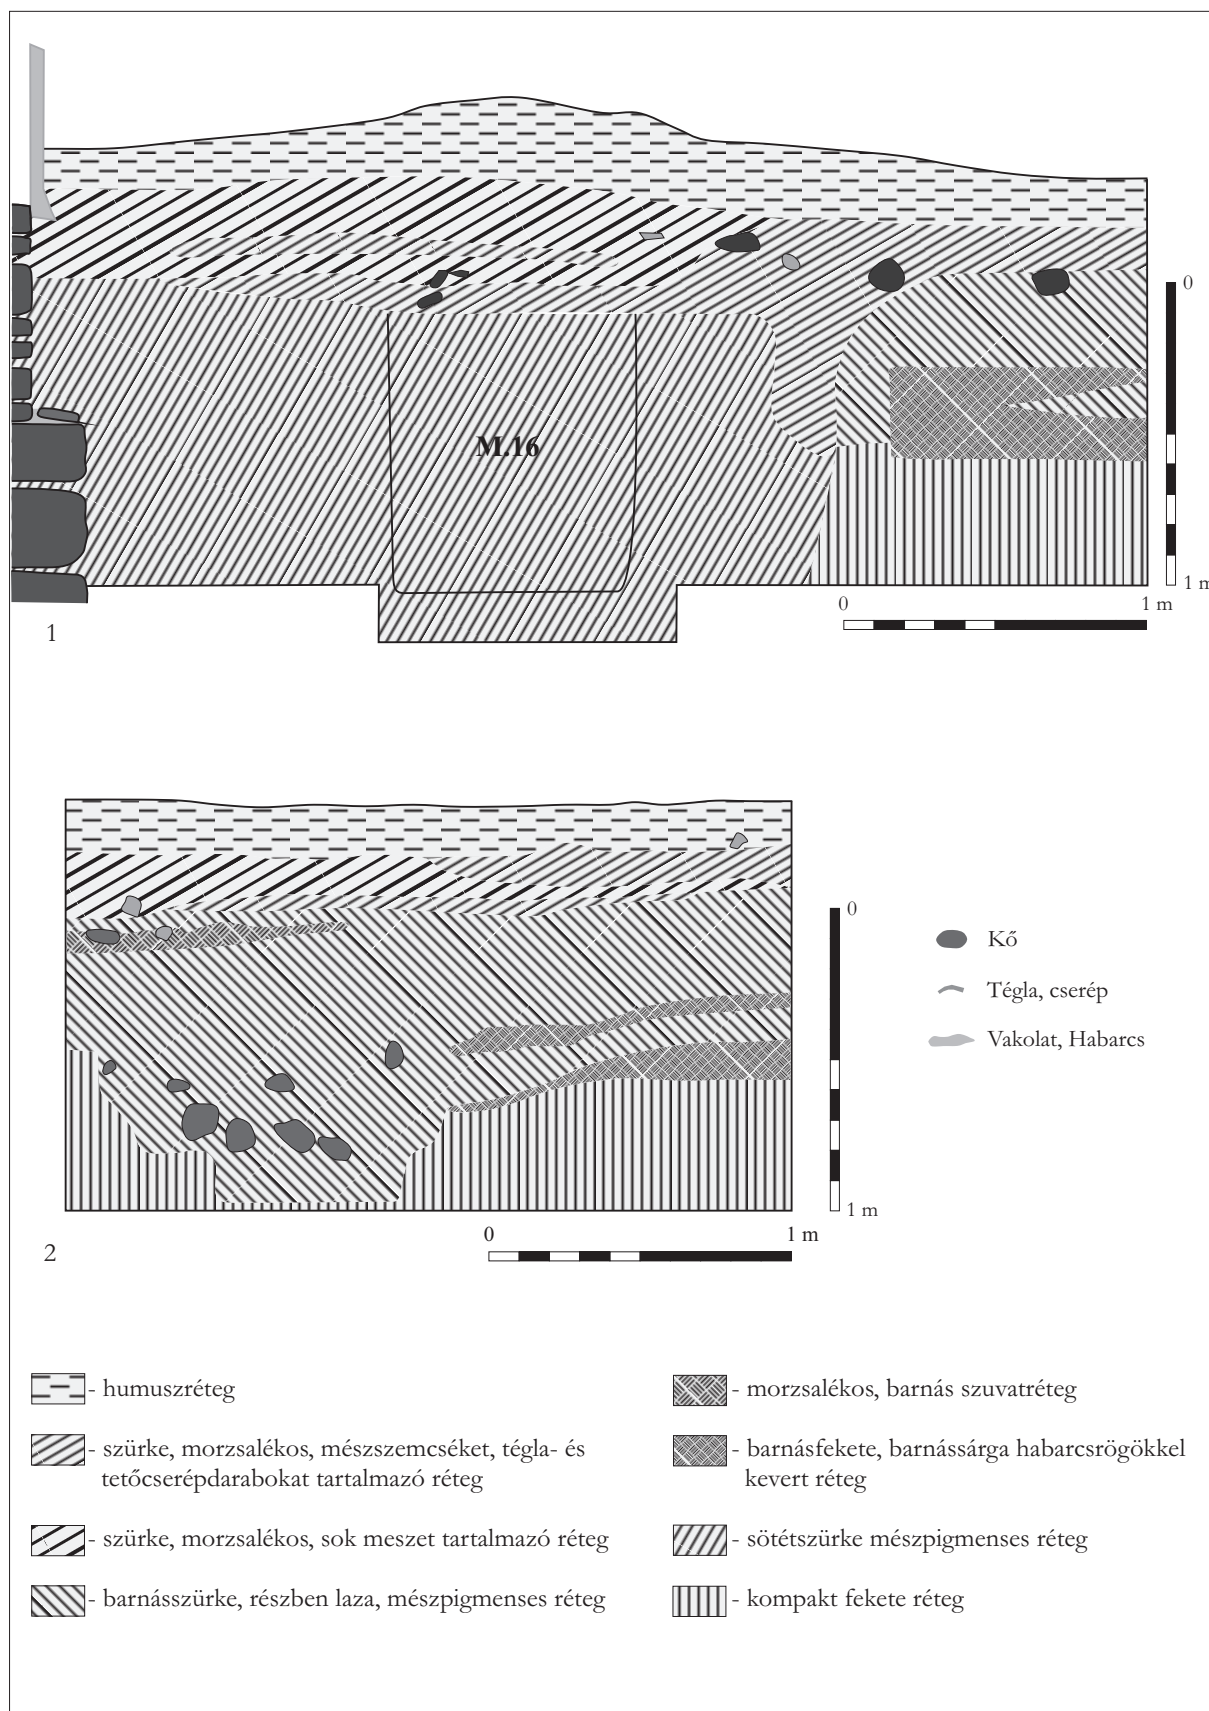 M.16
0
1 m
0
1 m
1
0
1 m
0
1 m
2
Kő
Tégla, cserép
Vakolat, Habarcs
- humuszréteg
- szürke, morzsalékos, mészszemcséket, tégla- és
tetőcserépdarabokat tartalmazó réteg
- szürke, morzsalékos, sok meszet tartalmazó réteg
- barnásszürke, részben laza, mészpigmenses réteg
- morzsalékos, barnás szuvatréteg
- barnásfekete, barnássárga habarcsrögökkel
kevert réteg
- sötétszürke mészpigmenses réteg
- kompakt fekete réteg